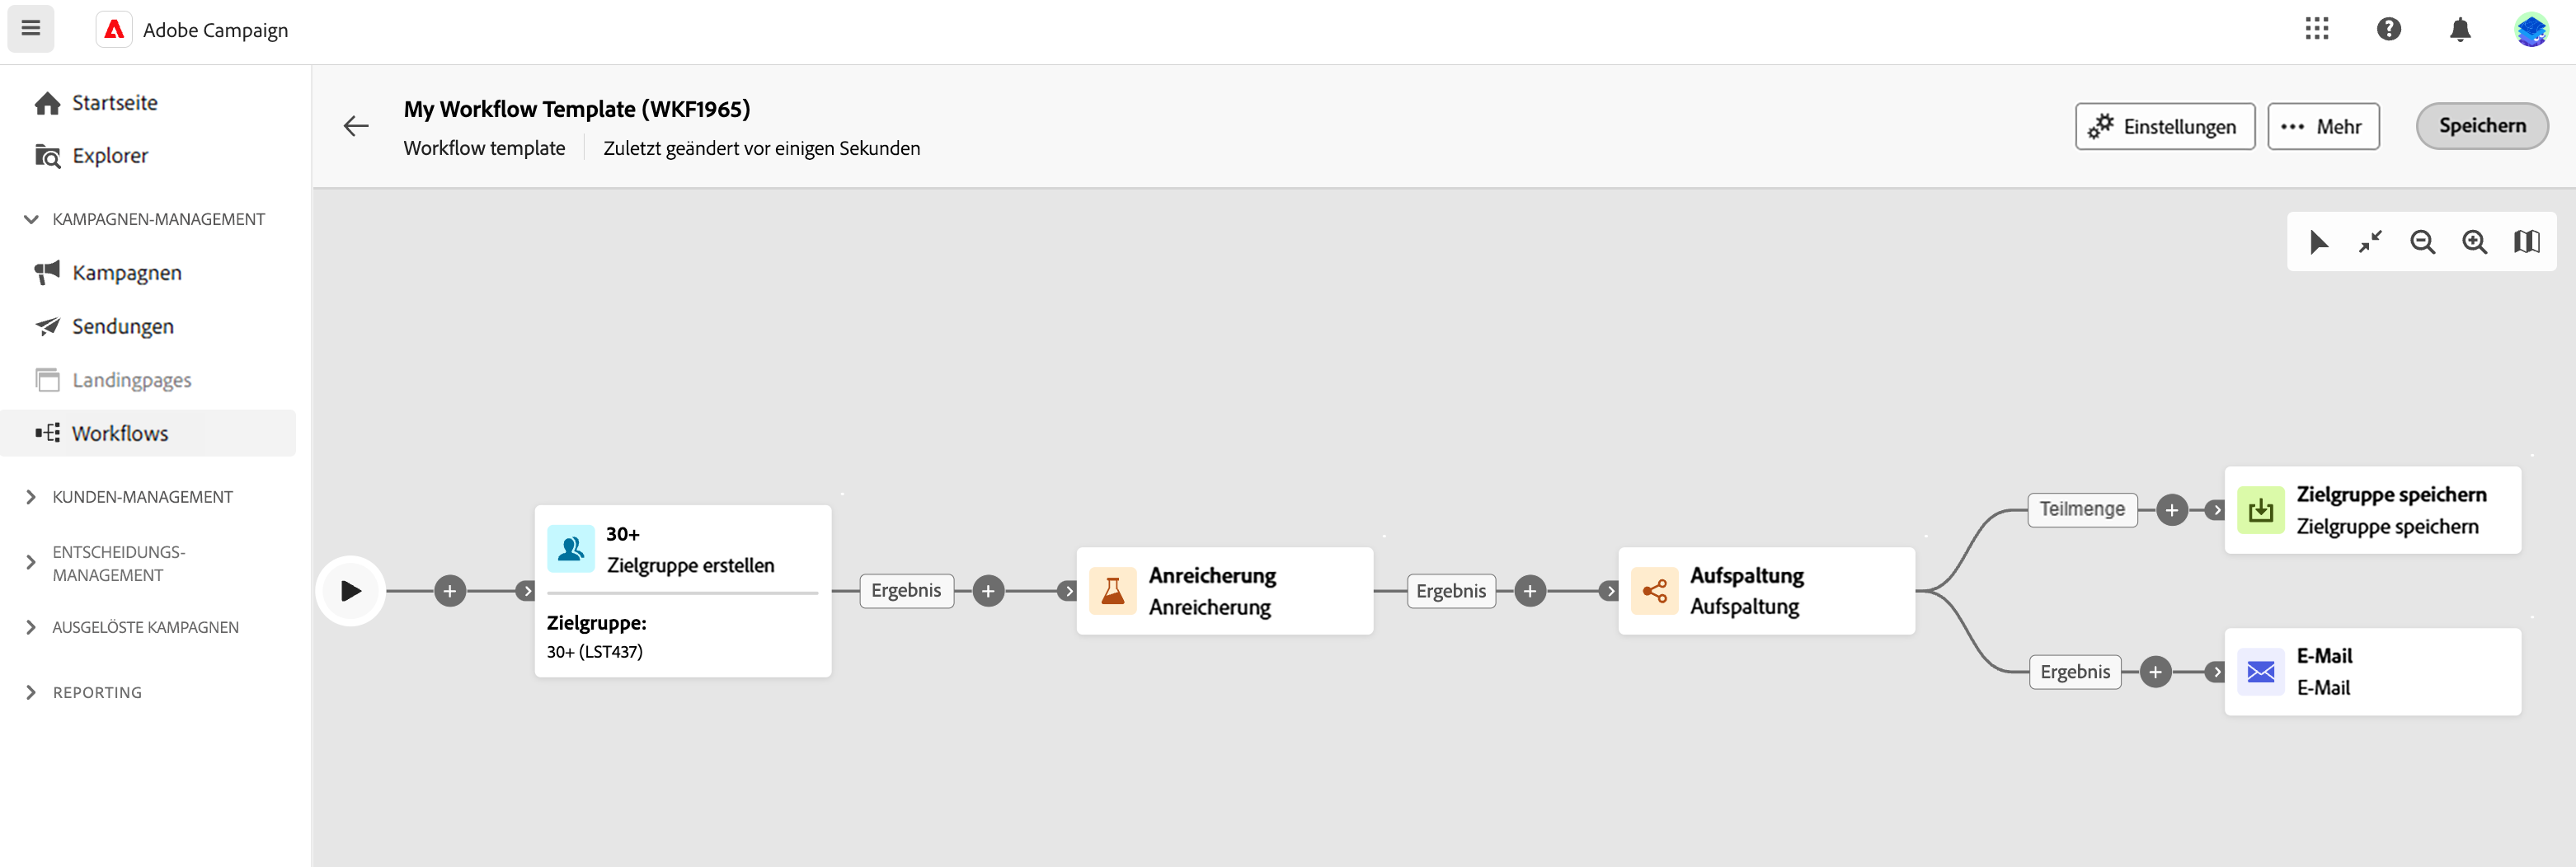 Adobe Campaign
Startseite
Explorer
KAMPAGNEN-MANAGEMENT
Kampagnen
Sendungen
Landingpages
Workflows
KUNDEN-MANAGEMENT
ENTSCHEIDUNGS-
MANAGEMENT
AUSGELÖSTE KAMPAGNEN
REPORTING
My Workflow Template (WKF1965)
Workflow template
Zuletzt geändert vor einigen Sekunden
Einstellungen
Mehr
Speichern
30+
Zielgruppe erstellen
Zielgruppe:
30+ (LST437)
Ergebnis
Anreicherung
Anreicherung
Ergebnis
Aufspaltung
Aufspaltung
Teilmenge
Zielgruppe speichern
Zielgruppe speichern
Ergebnis
E-Mail
E-Mail